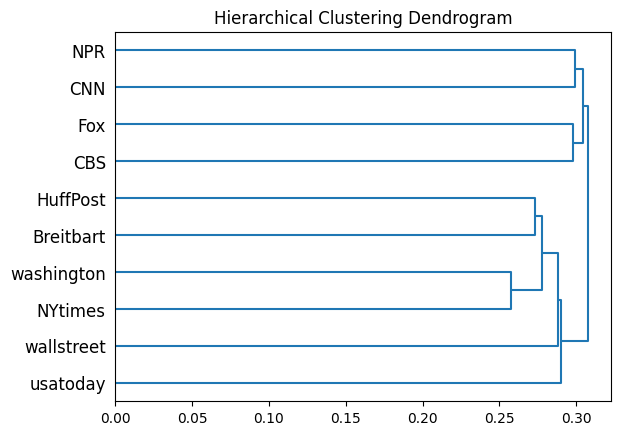 Hierarchical Clustering Dendrogram
NPR
CNN
Fox
CBS
HuffPost
Breitbart
washington
NYtimes
wallstreet
usatoday
0.00 0.05 0.10 0.15 0.20 0.25 0.30